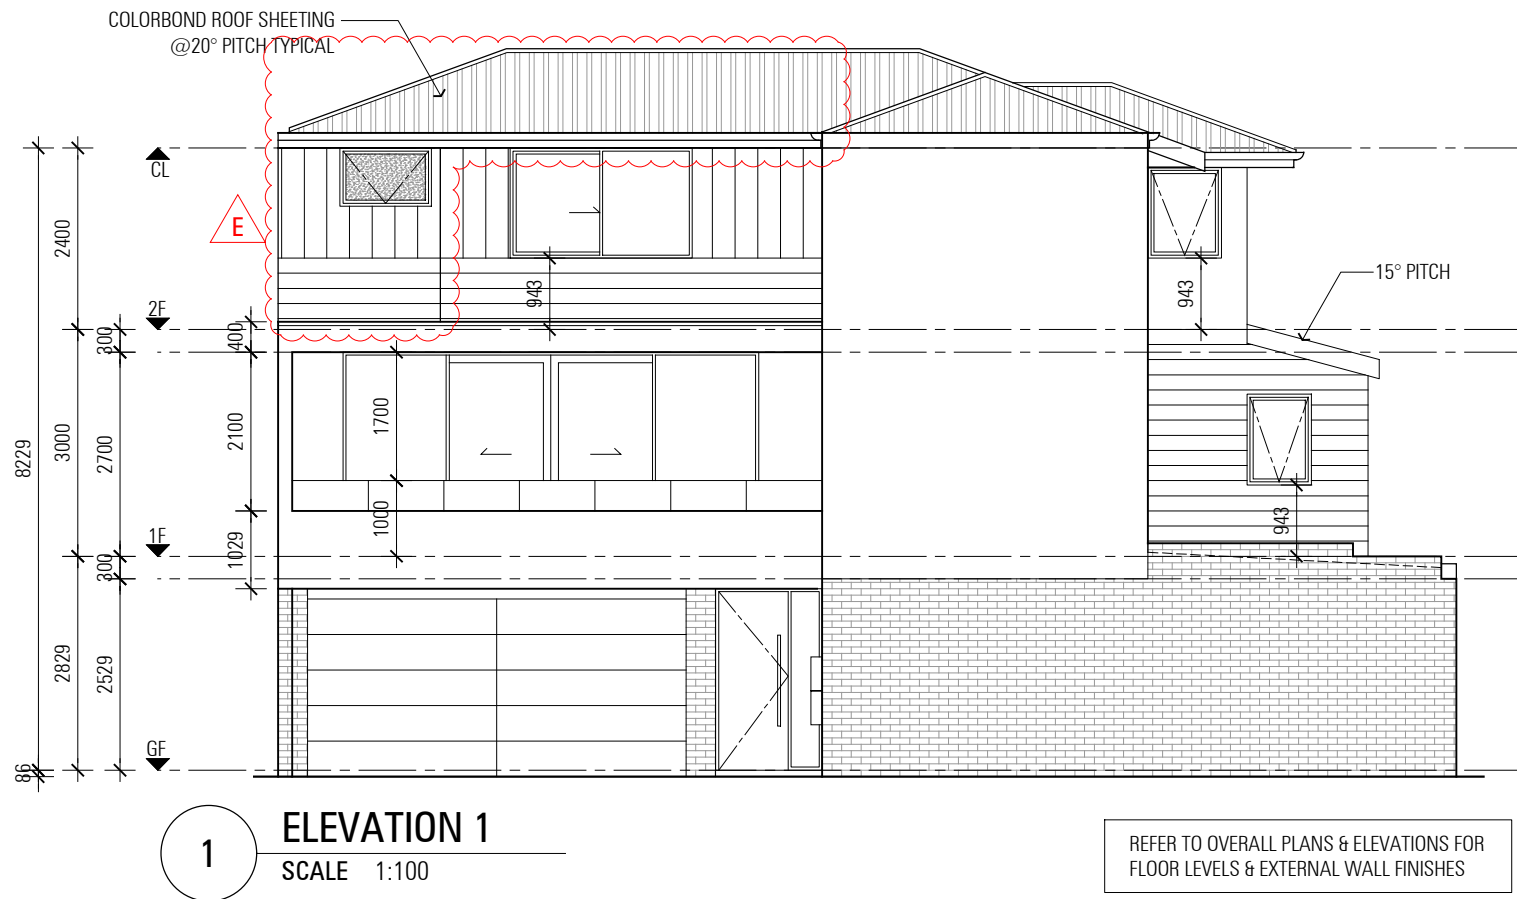 COLORBOND ROOF SHEETING
@20° PITCH TYPICAL
CL
E
2400
943
943
15° PITCH
2F
300
400
8229
3000
2700
2100
1700
1000
943
1F
300
1029
2829
2529
GF
86
1
ELEVATION 1
SCALE 1:100
REFER TO OVERALL PLANS & ELEVATIONS FOR
FLOOR LEVELS & EXTERNAL WALL FINISHES